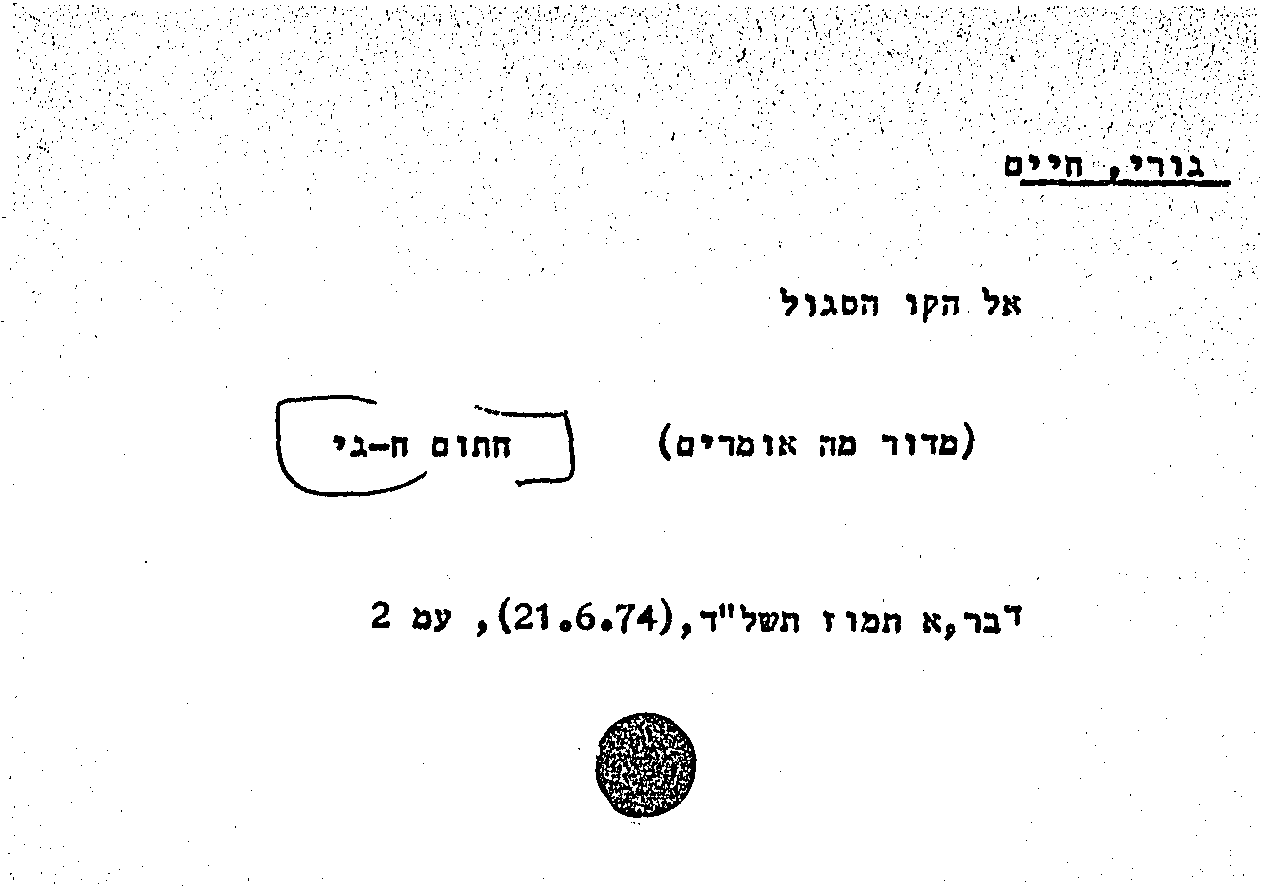 גורי, חיים
אל הקו הסגול
(מדור מה אומרים) חתום ח-גי
דבר,א תמוז תשל"ד,(21.6.74), עמ 2